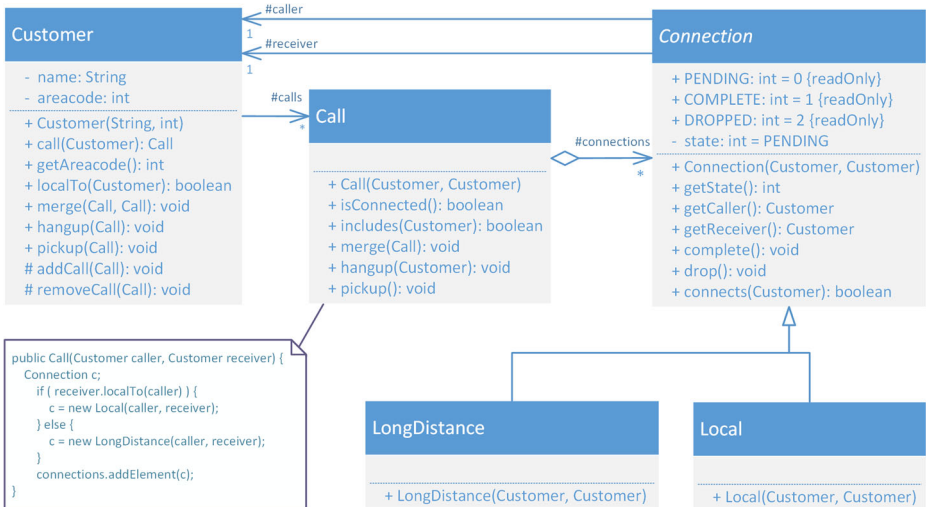 Customer
- name: String
- areacode: int
+ Customer(String, int)
+ call(Customer): Call
+ getAreacode(): int
+ localTo(Customer): boolean
+ merge(Call, Call): void
+ hangup(Call): void
+ pickup(Call): void
# addCall(Call): void
# removeCall(Call): void
#caller
1
#receiver
1
#calls
*
Call
+ Call(Customer, Customer)
+ isConnected(): boolean
+ includes(Customer): boolean
+ merge(Call): void
+ hangup(Customer): void
+ pickup(): void
#connections
*
Connection
+ PENDING: int = 0 {readOnly}
+ COMPLETE: int = 1 {readOnly}
+ DROPPED: int = 2 {readOnly}
- state: int = PENDING
+ Connection(Customer, Customer)
+ getState(): int
+ getCaller(): Customer
+ getReceiver(): Customer
+ complete(): void
+ drop(): void
+ connects(Customer): boolean
public Call(Customer caller, Customer receiver) {
Connection c;
if ( receiver.localTo(caller) ) {
c = new Local(caller, receiver);
} else {
c = new LongDistance(caller, receiver);
}
connections.addElement(c);
}
LongDistance
+ LongDistance(Customer, Customer)
Local
+ Local(Customer, Customer)